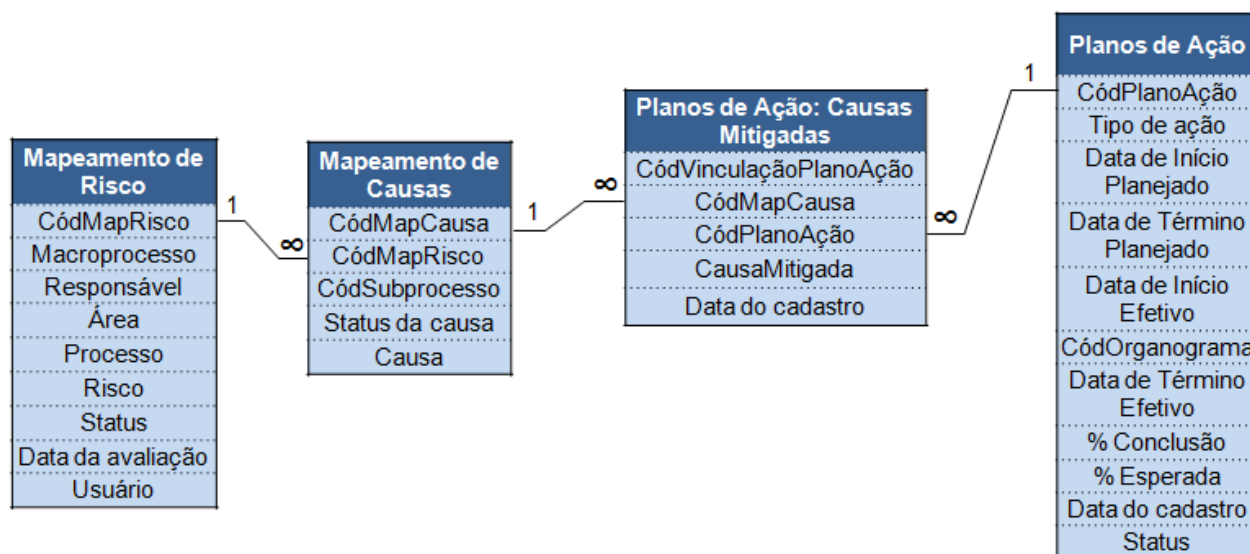 Mapeamento de
Risco
CódMapRisco
Macroprocesso
Responsável
Área
Processo
Risco
Status
Data da avaliação
Usuário
1
∞
Mapeamento de
Causas
CódMapCausa
CódMapRisco
CódSubprocesso
Status da causa
Causa
1
∞
Planos de Ação: Causas
Mitigadas
CódVinculaçãoPlanoAção
CódMapCausa
CódPlanoAção
CausaMitigada
Data do cadastro
∞
1
Planos de Ação
CódPlanoAção
Tipo de ação
Data de Início
Planejado
Data de Término
Planejado
Data de Início
Efetivo
CódOrganograma
Data de Término
Efetivo
% Conclusão
% Esperada
Data do cadastro
Status